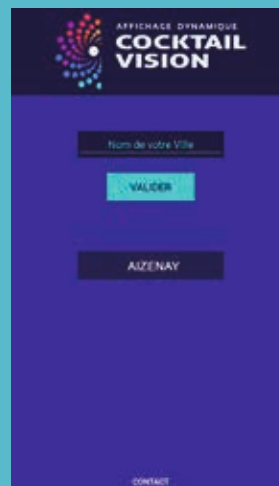 AFFICHAGE DYNAMIQUE
COCKTAIL
VISION
Nom de votre Ville
VALIDER
AIZENAY
CONTACT